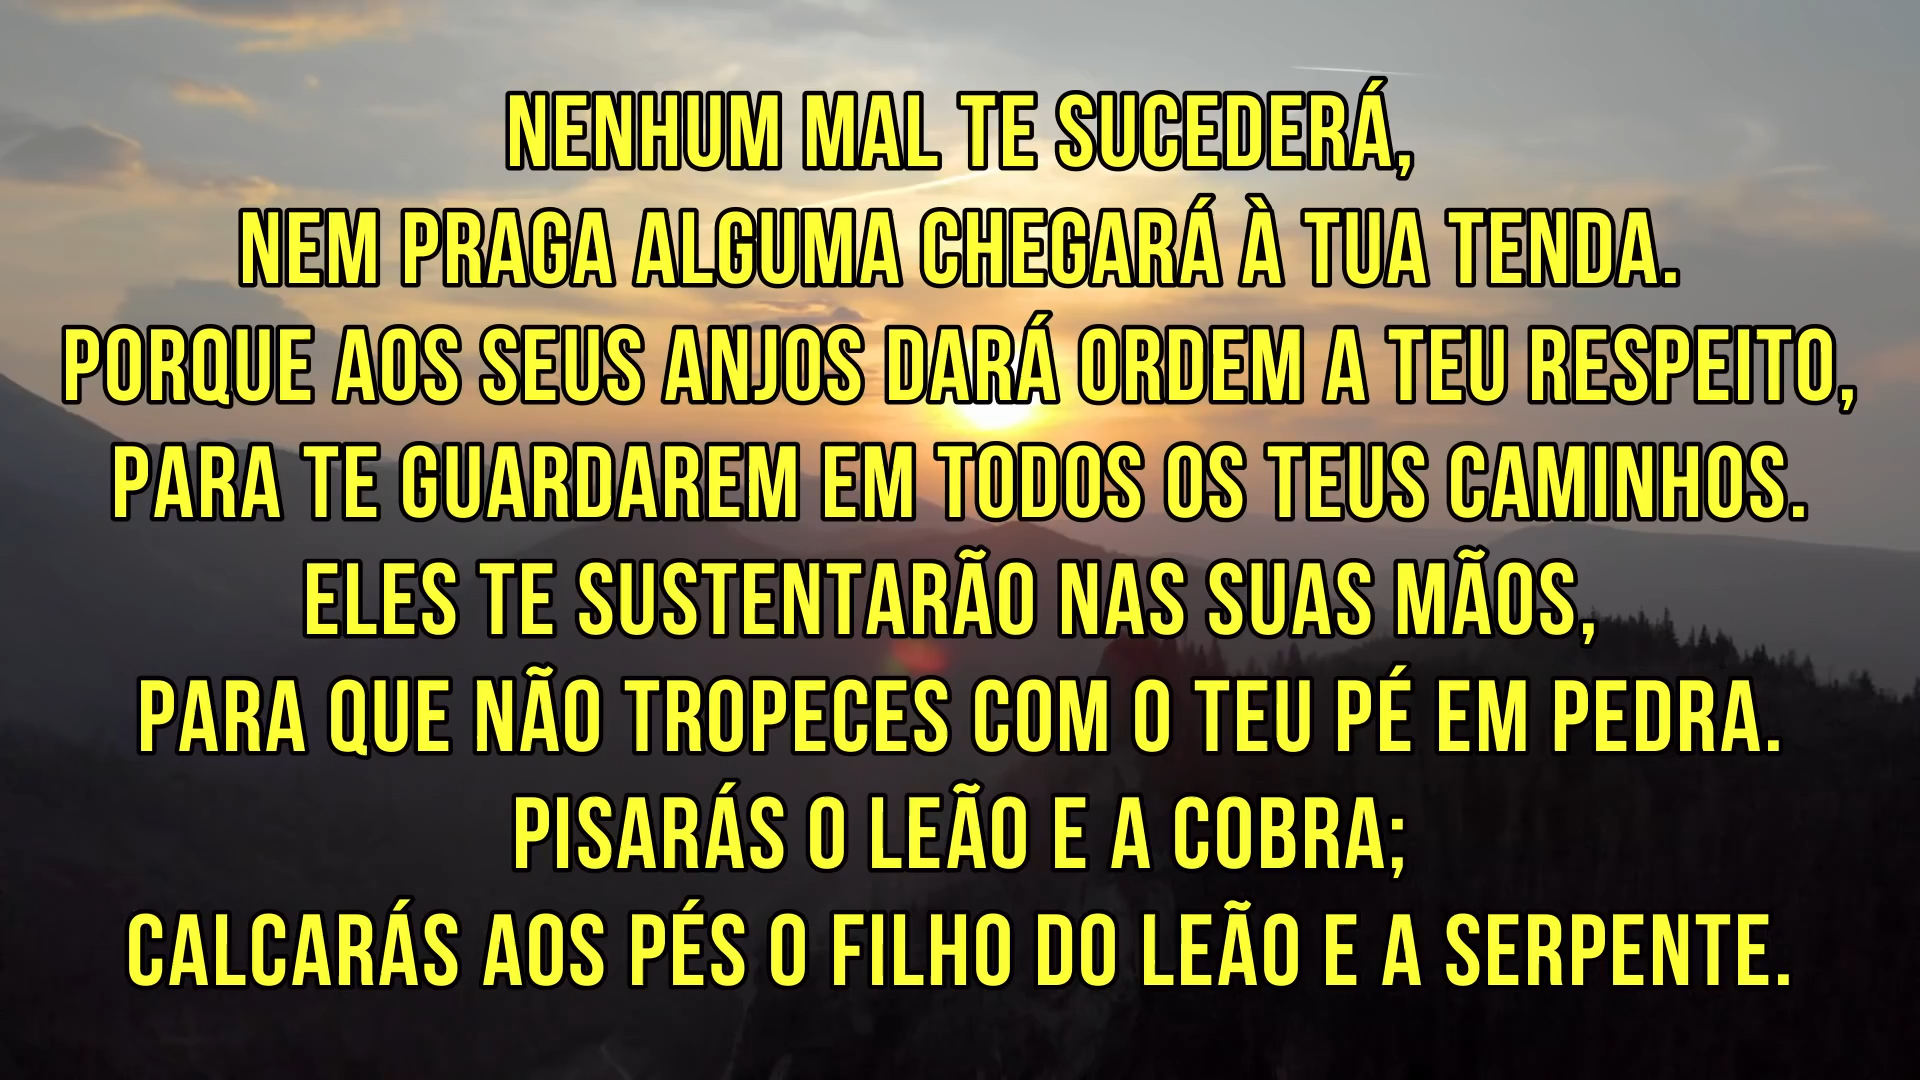 NENHUM MAL TE SUCEDERÁ,
NEM PRAGA ALGUMA CHEGARÁ À TUA TENDA.
PORQUE AOS SEUS ANJOS DARÁ ORDEM A TEU RESPEITO,
PARA TE GUARDAREM EM TODOS OS TEUS CAMINHOS.
ELES TE SUSTENTARÃO NAS SUAS MÃOS,
PARA QUE NÃO TROPECES COM O TEU PÉ EM PEDRA.
PISARÁS O LEÃO E A COBRA;
CALCARÁS AOS PÉS O FILHO DO LEÃO E A SERPENTE.